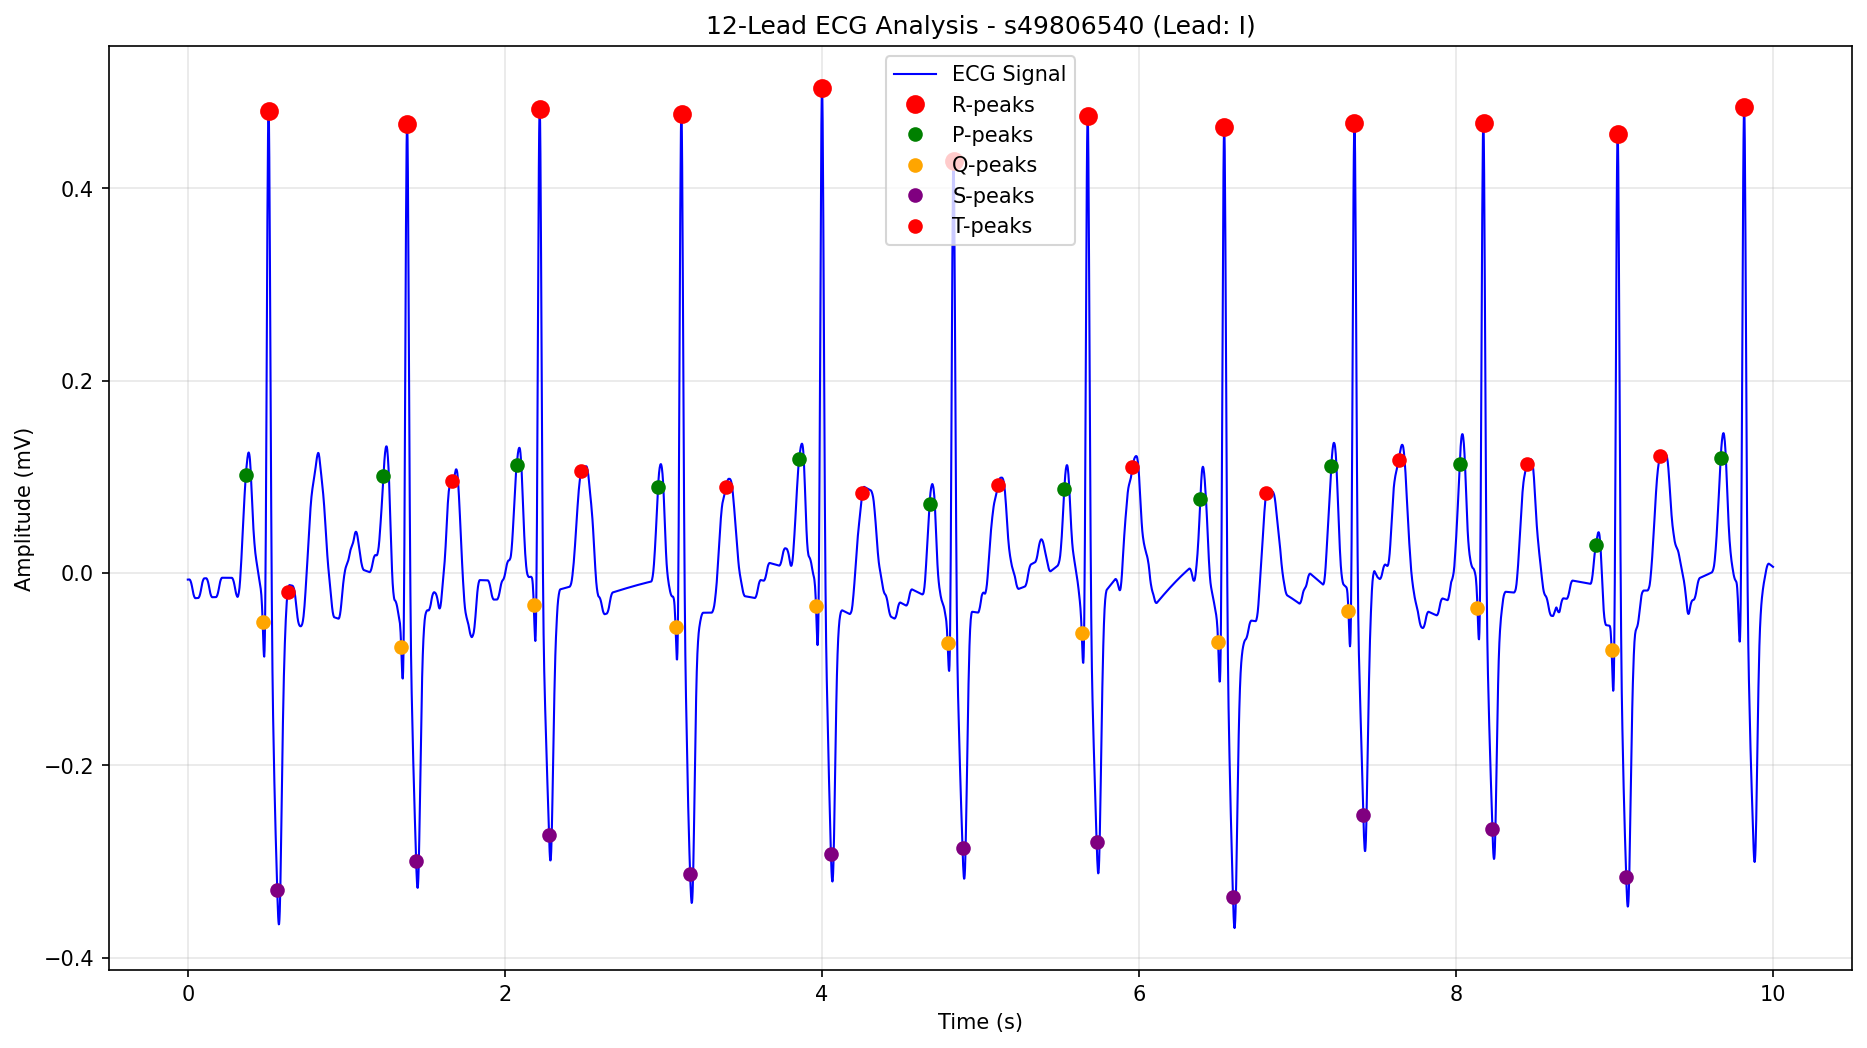 12-Lead ECG Analysis - s49806540 (Lead: I)
ECG Signal
R-peaks
P-peaks
Q-peaks
S-peaks
T-peaks
Amplitude (mV)
0.4
0.2
0.0
−0.2
−0.4
0 2 4 6 8 10
Time (s)